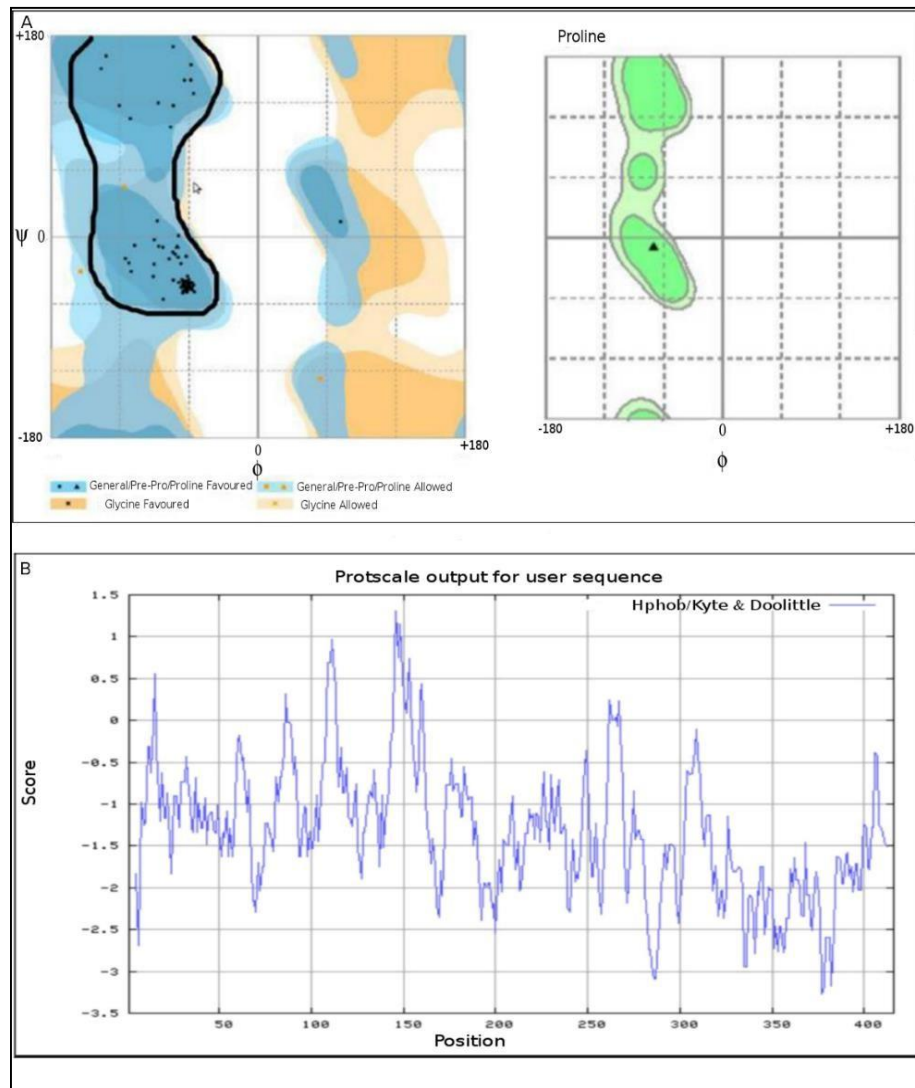 A
+180
ψ 0
-180
0
+180
ϕ
General/Pre-Pro/Proline Favoured
General/Pre-Pro/Proline Allowed
Glycine Favoured
Glycine Allowed
Proline
-180
0
+180
ϕ
B
Protscale output for user sequence
Hphob/Kyte & Doolittle
1.5
1
0.5
0
-0.5
-1
-1.5
-2
-2.5
-3
-3.5
Score
50 100 150 200 250 300 350 400
Position